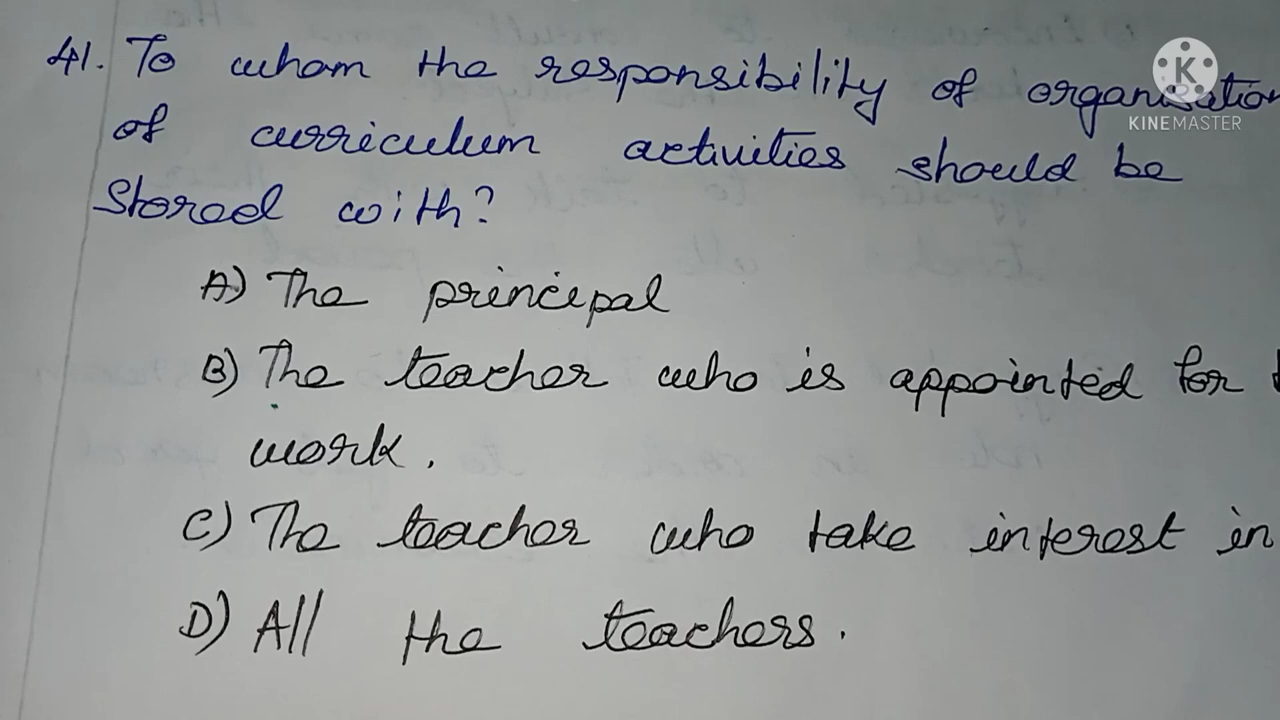 41. To whom the responsibility of organisation
of curriculum activities should be
stored with?
A) The principal
B) The teacher who is appointed for
work.
C) The teacher who take interest in
D) All the teachers.
K
KINEMASTER